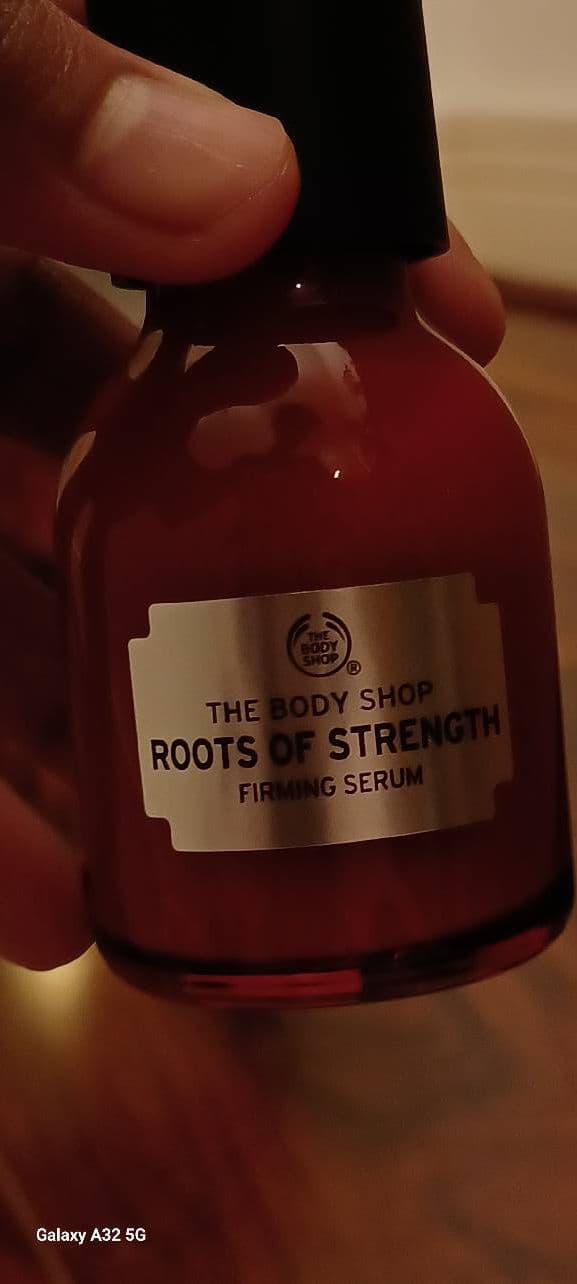 THE
BODY
SHOP
®
THE BODY SHOP
ROOTS OF STRENGTH
FIRMING SERUM
Galaxy A32 5G